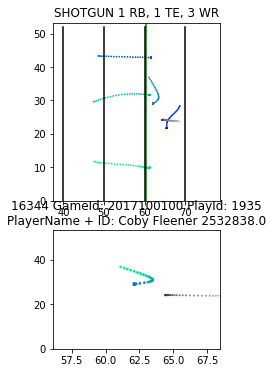 SHOTGUN 1 RB, 1 TE, 3 WR
50
40
30
20
10
0
40 50 60 70
16344 GameId: 2017100100 PlayId: 1935
PlayerName + ID: Coby Fleener 2532838.0
40
20
0
57.5 60.0 62.5 65.0 67.5